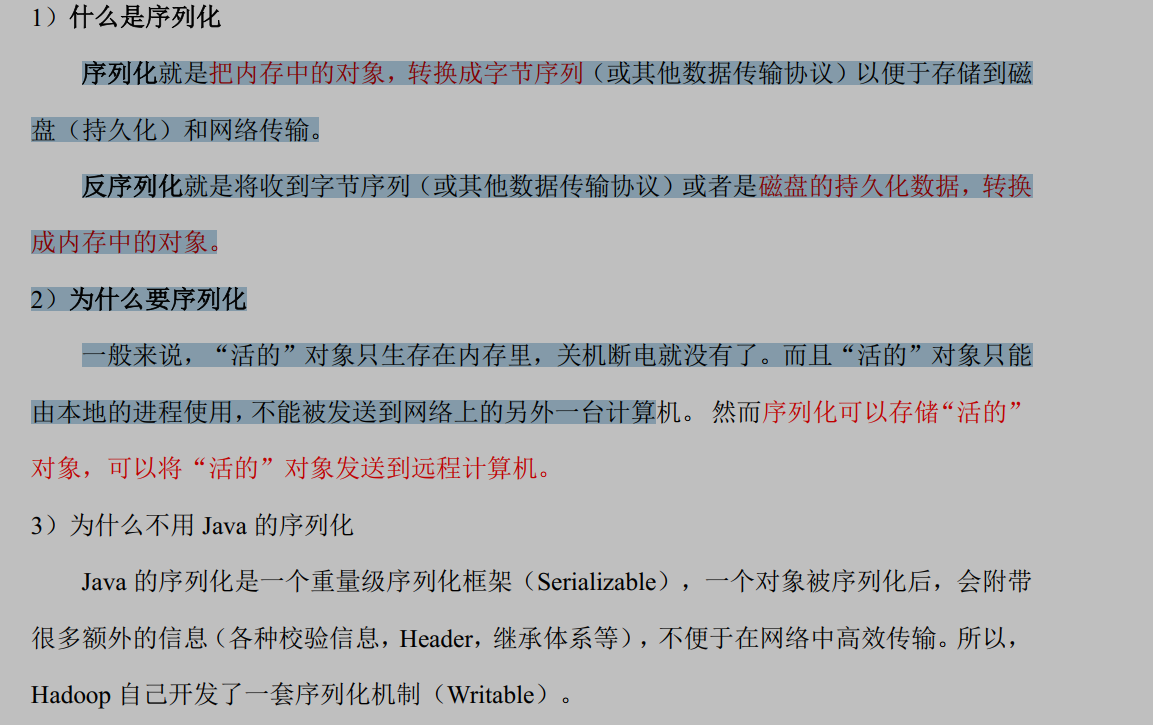 1）什么是序列化
序列化就是把内存中的对象，转换成字节序列（或其他数据传输协议）以便于存储到磁
盘（持久化）和网络传输。
反序列化就是将收到字节序列（或其他数据传输协议）或者是磁盘的持久化数据，转换
成内存中的对象。
2）为什么要序列化
一般来说，“活的”对象只生存在内存里，关机断电就没有了。而且“活的”对象只能
由本地的进程使用，不能被发送到网络上的另外一台计算机。 然而序列化可以存储“活的”
对象，可以将“活的”对象发送到远程计算机。
3）为什么不用 Java 的序列化
Java 的序列化是一个重量级序列化框架（Serializable），一个对象被序列化后，会附带
很多额外的信息（各种校验信息，Header，继承体系等），不便于在网络中高效传输。所以，
Hadoop 自己开发了一套序列化机制（Writable）。